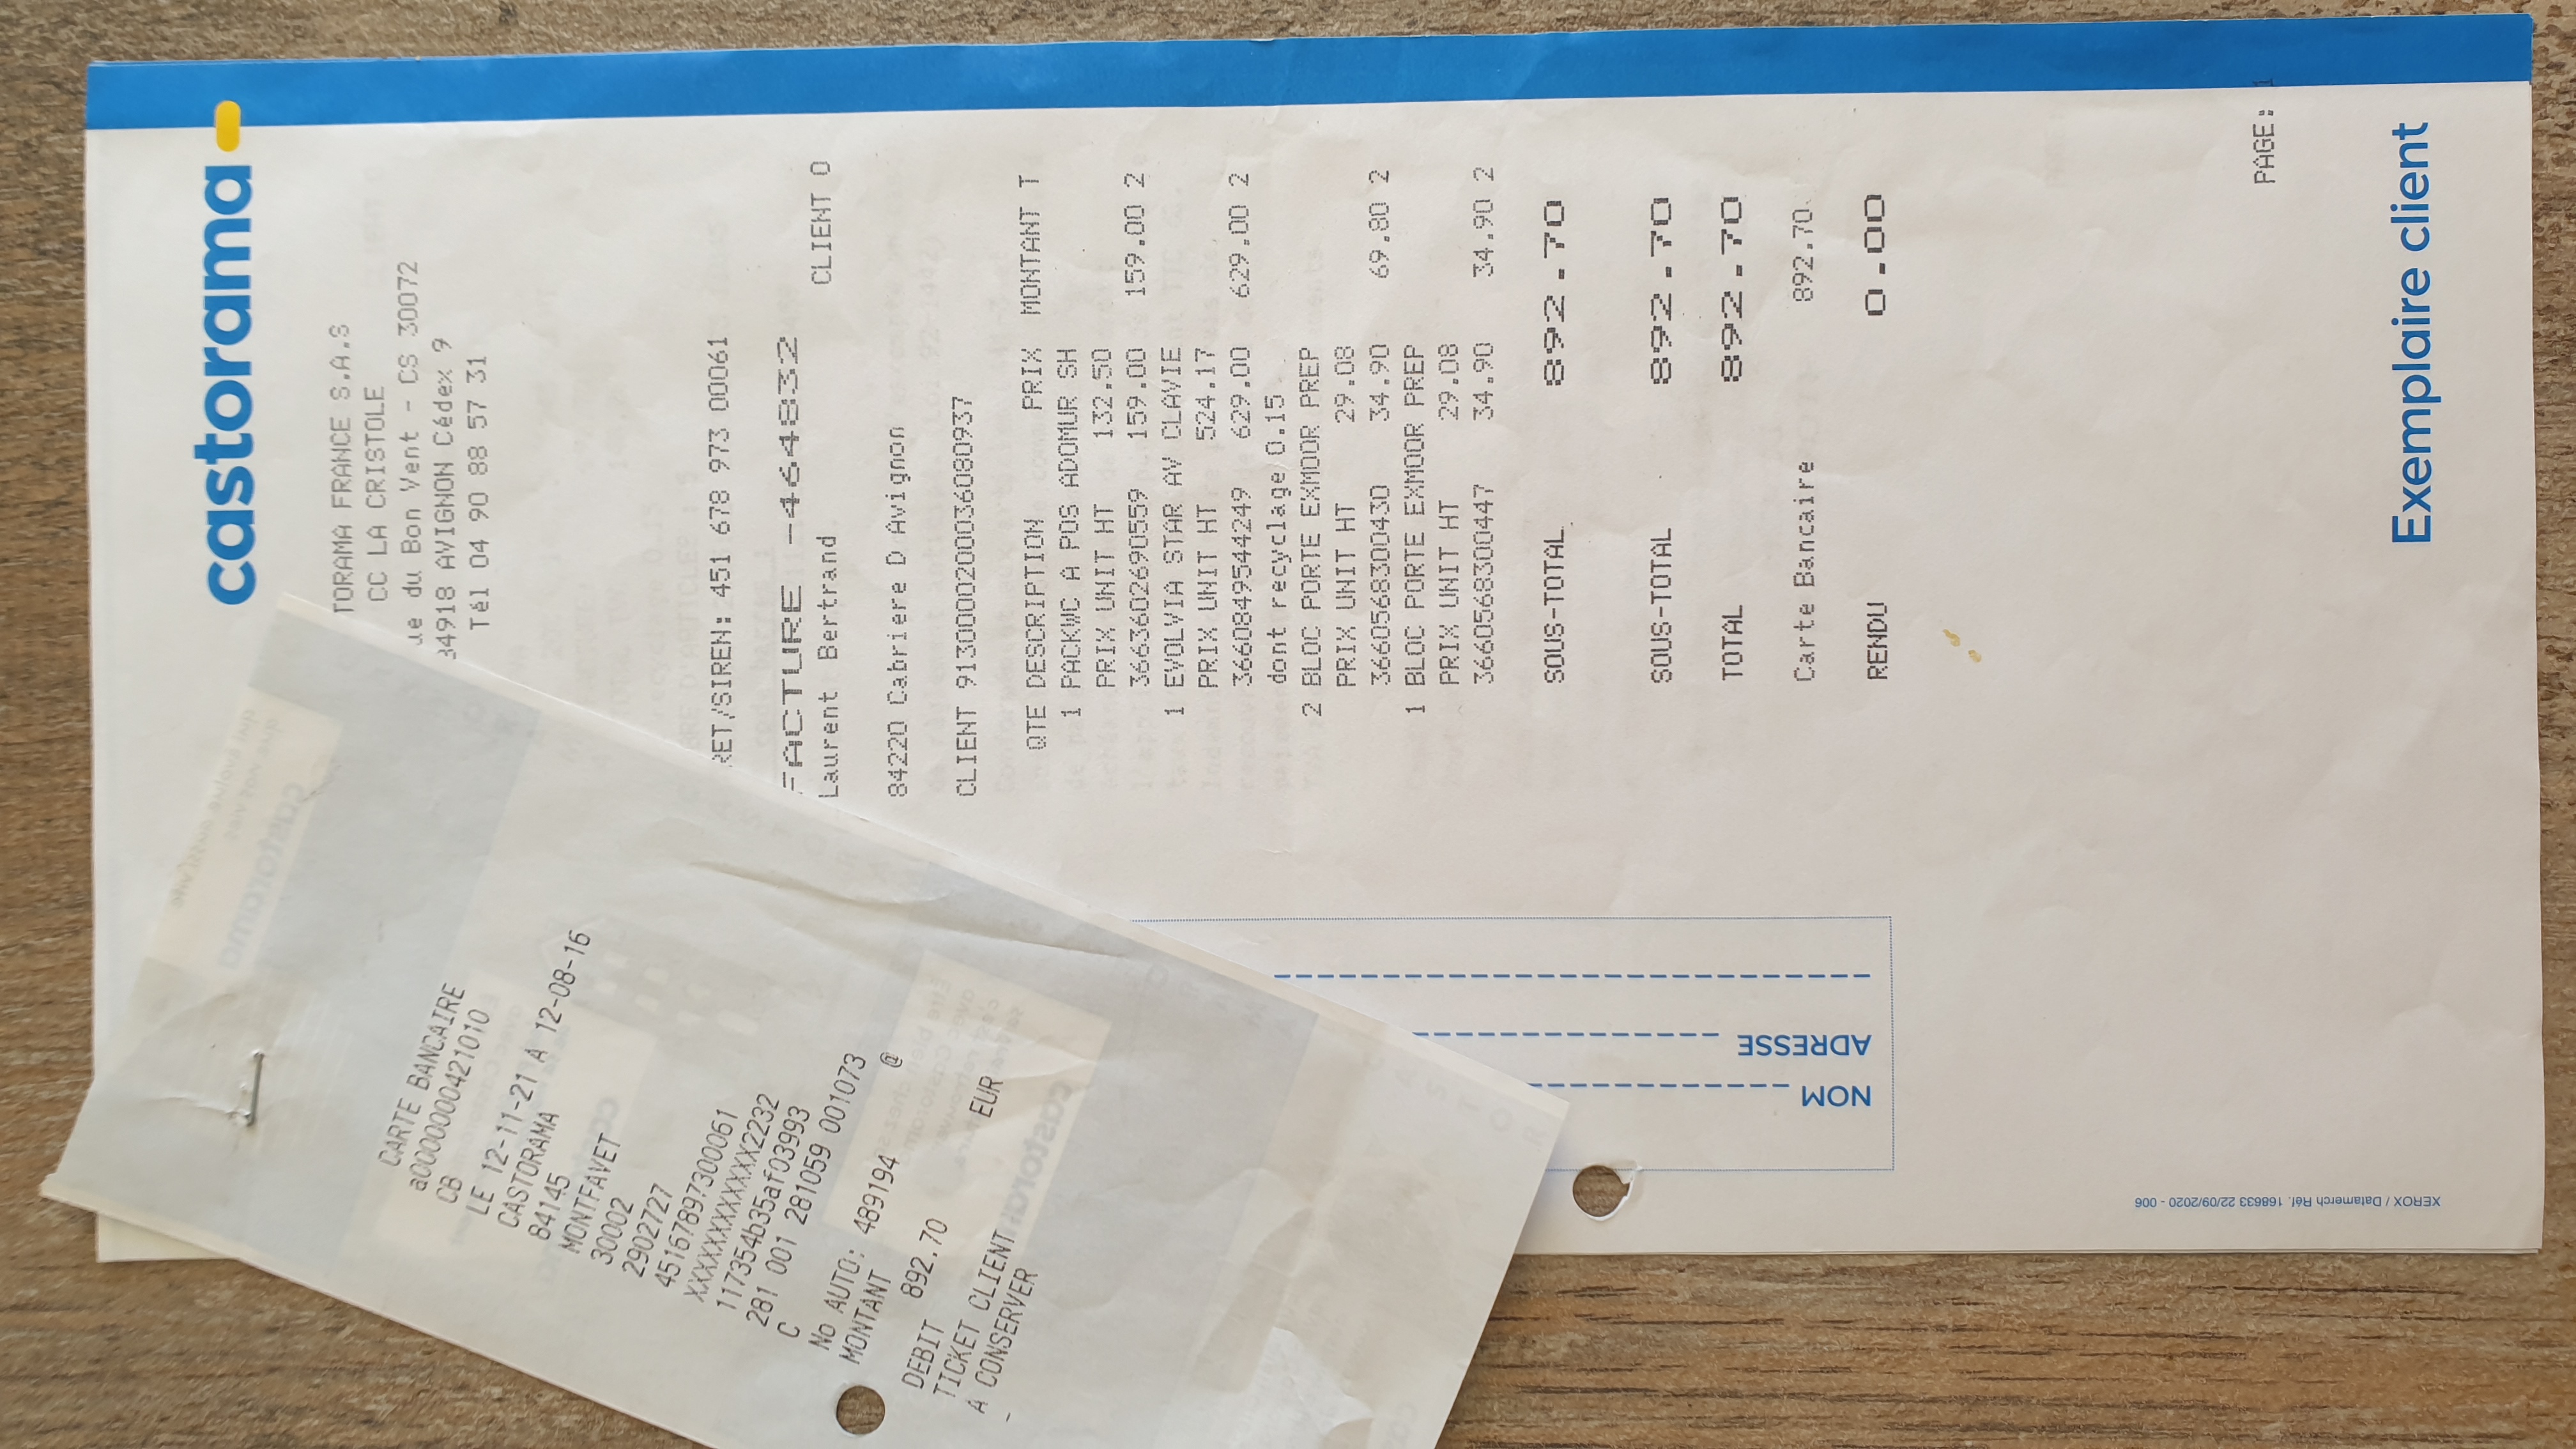 castorama
TORAMA FRANCE S.A.S
CC LA CRISTOLE
ue du Bon Vent - CS 30072
84918 AVIGNON Cédex 9
Tél 04 90 88 57 31
RET/SIREN: 451 678 973 00061
FACTURE -464832
Laurent Bertrand CLIENT O
84220 Cabriere D Avignon
CLIENT 9130000200036080937
QTE DESCRIPTION PRIX MONTANT T
1 PACKWC A POS ADOMUR SH
PRIX UNIT HT 132.50
3663602690559 159.00 159.00 2
1 EVOLVIA STAR AV CLAVIE
PRIX UNIT HT 524.17
3660849544249 629.00 629.00 2
dont recyclage 0.15
2 BLOC PORTE EXMOOR PREP
PRIX UNIT HT 29.08
3660568300430 34.90 69.80 2
1 BLOC PORTE EXMOOR PREP
PRIX UNIT HT 29.08
3660568300447 34.90 34.90 2
SOUS-TOTAL 892.70
SOUS-TOTAL 892.70
TOTAL 892.70
Carte Bancaire 892.70
RENDU 0.00
PAGE: 1
Exemplaire client
CARTE BANCAIRE
a0000000421010
CB
LE 12-11-21 A 12-08-16
CASTORAMA
84145
MONTFAVET
30002
2902727
45167897300061
XXXXXXXXXXXXXXX2232
117354b35af03993
281 001 281059 001073
C
No AUTO: 489194 @
MONTANT
DEBIT 892.70 EUR
TICKET CLIENT
A CONSERVER
-
NOM
ADRESSE
XEROX / Datamerch Réf. 168633 22/09/2020 - 006